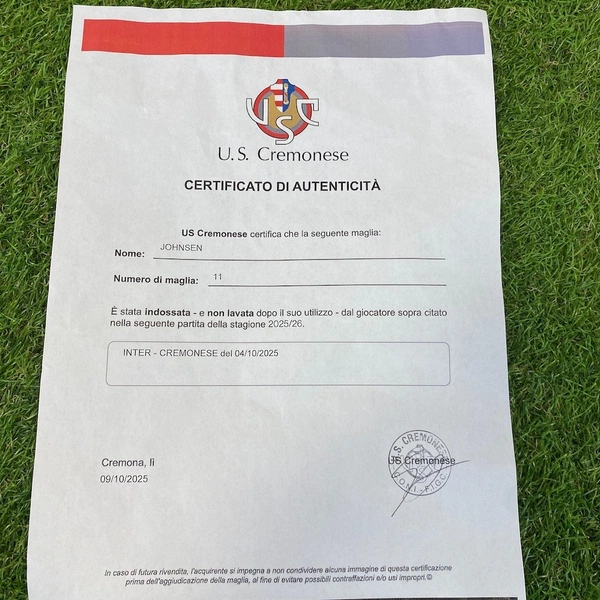 USC
U.S. Cremonese
CERTIFICATO DI AUTENTICITÀ
US Cremonese certifica che la seguente maglia:
Nome: JOHNSEN
Numero di maglia: 11
È stata indossata - e non lavata dopo il suo utilizzo - dal giocatore sopra citato
nella seguente partita della stagione 2025/26.
INTER - CREMONESE del 04/10/2025
Cremona, lì
09/10/2025
U.S. CREMONESE
US Cremonese
In caso di futura rivendita, l'acquirente si impegna a non condividere alcuna immagine di questa certificazione
prima dell'aggiudicazione della maglia, al fine di evitare possibili contraffazioni e/o usi impropri.©